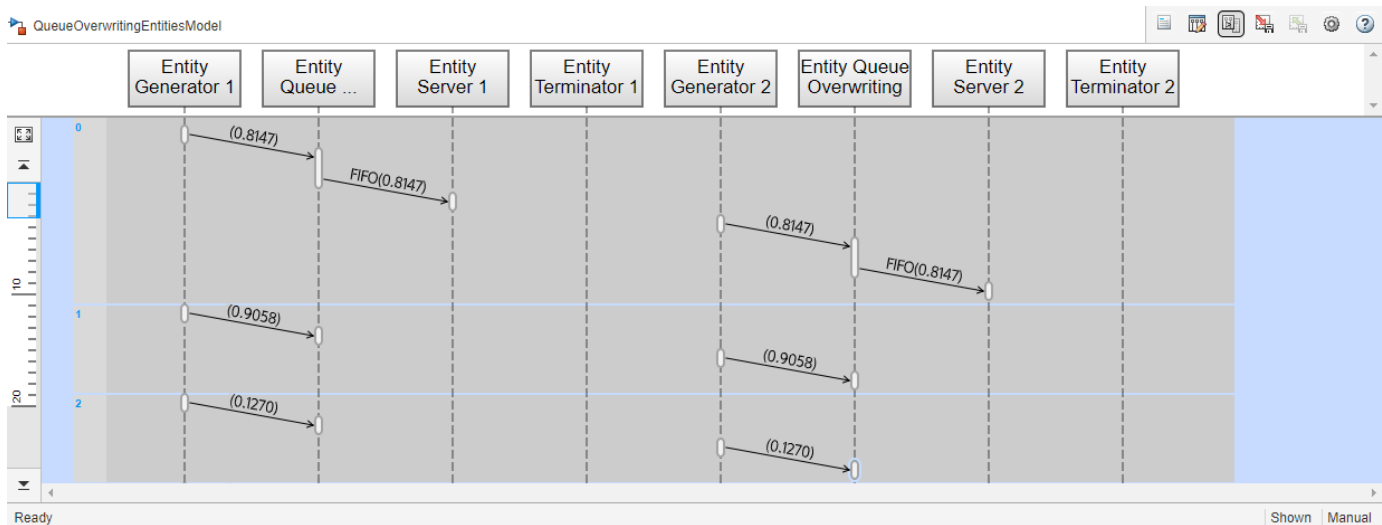 QueueOverwritingEntitiesModel
Entity
Generator 1
Entity
Queue ...
Entity
Server 1
Entity
Terminator 1
Entity
Generator 2
Entity Queue
Overwriting
Entity
Server 2
Entity
Terminator 2
0
(0.8147)
FIFO(0.8147)
(0.8147)
FIFO(0.8147)
10
1
(0.9058)
(0.9058)
20
2
(0.1270)
(0.1270)
Ready
Shown
Manual